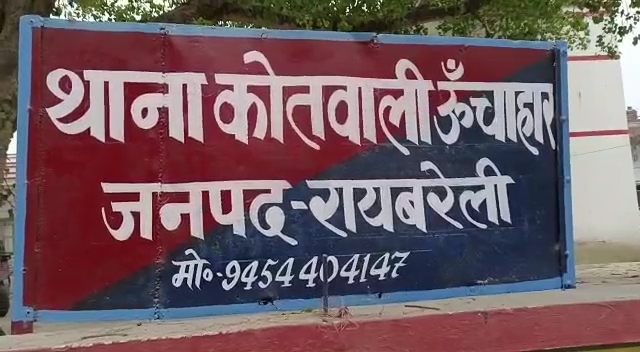 थाना कोतवाली ऊँचाहार
जनपद-रायबरेली
मो०-9454404147